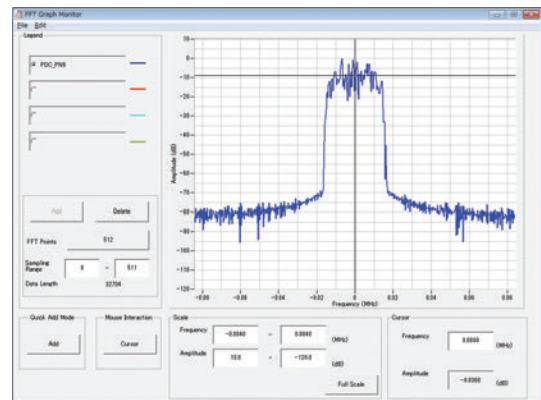 FFT Graph Monitor
File Edit
Legend
PDC_PN9
Add
Delete
FFT Points
512
Sampling Range
0 - 511
Data Length
32704
Quick Add Mode
Add
Mouse Interaction
Cursor
10
0
-10
-20
-30
-40
-50
-60
-70
-80
-90
-100
-110
-120
Amplitude (dB)
-0.08 -0.06 -0.04 -0.02 0 0.02 0.04 0.06 0.08
Frequency (MHz)
Scale
Frequency
-0.0840 - 0.0840 (MHz)
Amplitude
10.0 - -120.0 (dB)
Full Scale
Cursor
Frequency
0.0000 (MHz)
Amplitude
(dB)